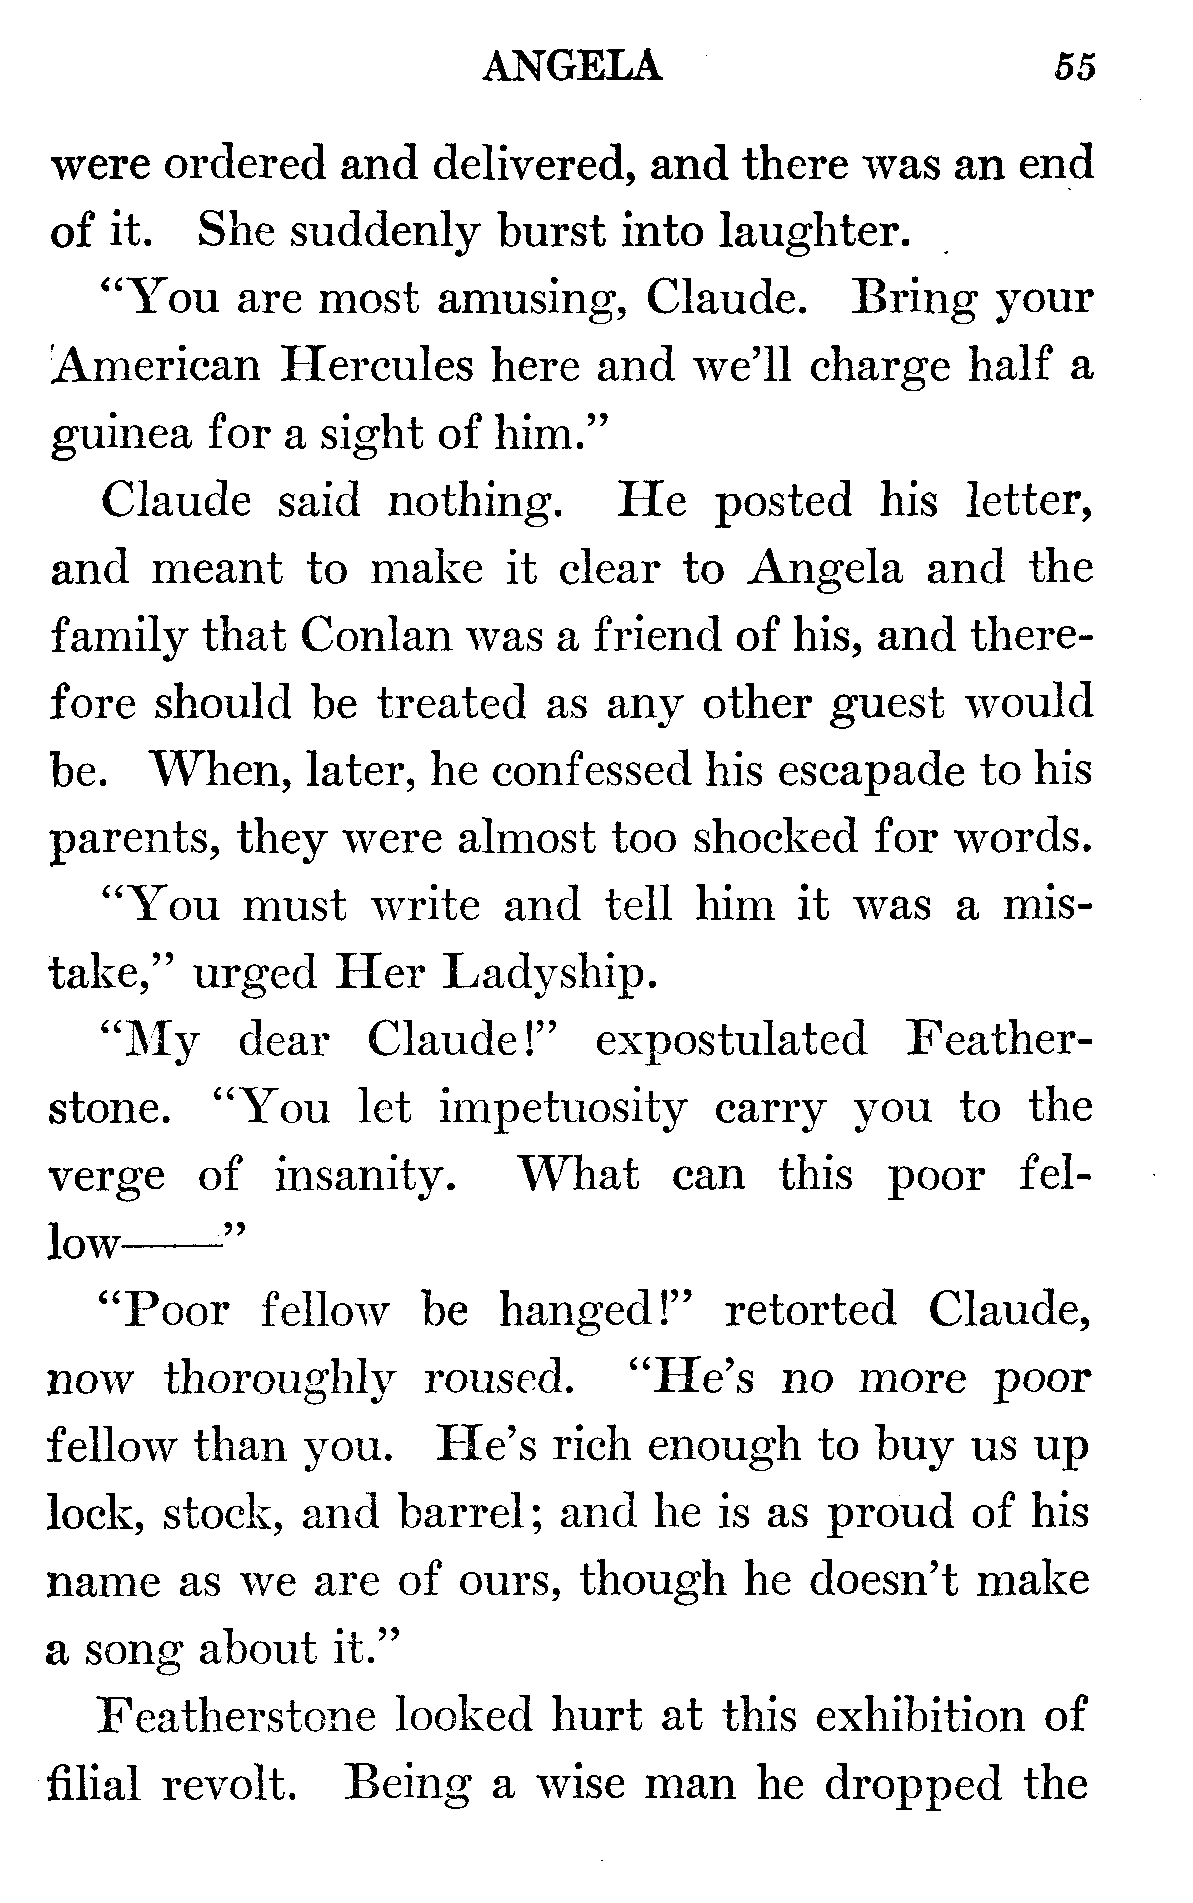 ANGELA 55
were ordered and delivered, and there was an end
of it. She suddenly burst into laughter.
“You are most amusing, Claude. Bring your
American Hercules here and we’ll charge half a
guinea for a sight of him.”
Claude said nothing. He posted his letter,
and meant to make it clear to Angela and the
family that Conlan was a friend of his, and there-
fore should be treated as any other guest would
be. When, later, he confessed his escapade to his
parents, they were almost too shocked for words.
“You must write and tell him it was a mis-
take,” urged Her Ladyship.
“My dear Claude!” expostulated Feather-
stone. “You let impetuosity carry you to the
verge of insanity. What can this poor fel-
low——”
“Poor fellow be hanged!” retorted Claude,
now thoroughly roused. “He’s no more poor
fellow than you. He’s rich enough to buy us up
lock, stock, and barrel; and he is as proud of his
name as we are of ours, though he doesn’t make
a song about it.”
Featherstone looked hurt at this exhibition of
filial revolt. Being a wise man he dropped the